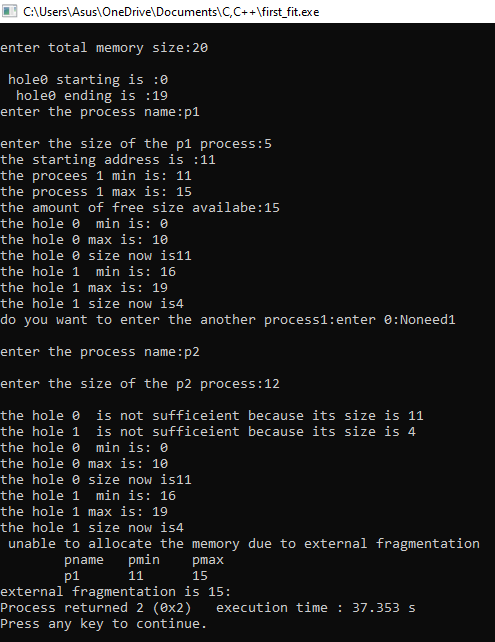 C:\Users\Asus\OneDrive\Documents\C,C++\first_fit.exe
enter total memory size:20
hole0 starting is :0
hole0 ending is :19
enter the process name:p1
enter the size of the p1 process:5
the starting address is :11
the procees 1 min is: 11
the process 1 max is: 15
the amount of free size availabe:15
the hole 0  min is: 0
the hole 0 max is: 10
the hole 0 size now is11
the hole 1  min is: 16
the hole 1 max is: 19
the hole 1 size now is4
do you want to enter the another process1:enter 0:Noneed1
enter the process name:p2
enter the size of the p2 process:12
the hole 0  is not sufficeient because its size is 11
the hole 1  is not sufficeient because its size is 4
the hole 0  min is: 0
the hole 0 max is: 10
the hole 0 size now is11
the hole 1  min is: 16
the hole 1 max is: 19
the hole 1 size now is4
unable to allocate the memory due to external fragmentation
pname   pmin    pmax
p1      11      15
external fragmentation is 15:
Process returned 2 (0x2)   execution time : 37.353 s
Press any key to continue.